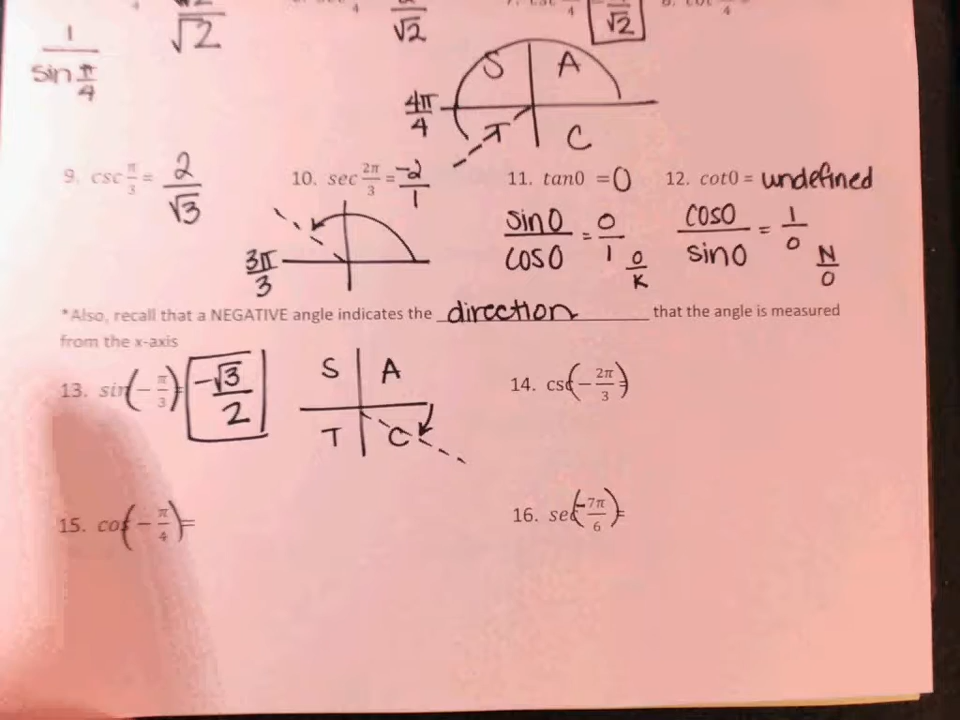 √2
√2
√2
1
sin π/4
S A
4π/4 T C
9. csc π/3 = 2/√3
10. sec 2π/3 = -2/1
11. tan0 = 0
12. cot0 = undefined
sin0/cos0 = 0/1 0/K
cos0/sin0 = 1/0 N/0
3π/3
*Also, recall that a NEGATIVE angle indicates the direction that the angle is measured
from the x-axis
13. sin(-π/3) = -√3/2
S A
T C
14. csc(-2π/3) =
15. cos(-π/4) =
16. sec(-7π/6) =